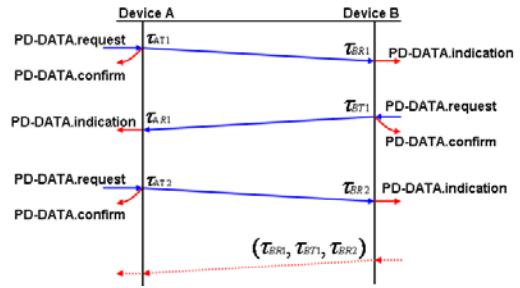 Device A Device B
PD-DATA.request τAT1 τBR1 PD-DATA.indication
PD-DATA.confirm
PD-DATA.indication τAR1 τBT1 PD-DATA.request
PD-DATA.confirm
PD-DATA.request τAT2 τBR2 PD-DATA.indication
PD-DATA.confirm
(τBR1, τBT1, τBR2)